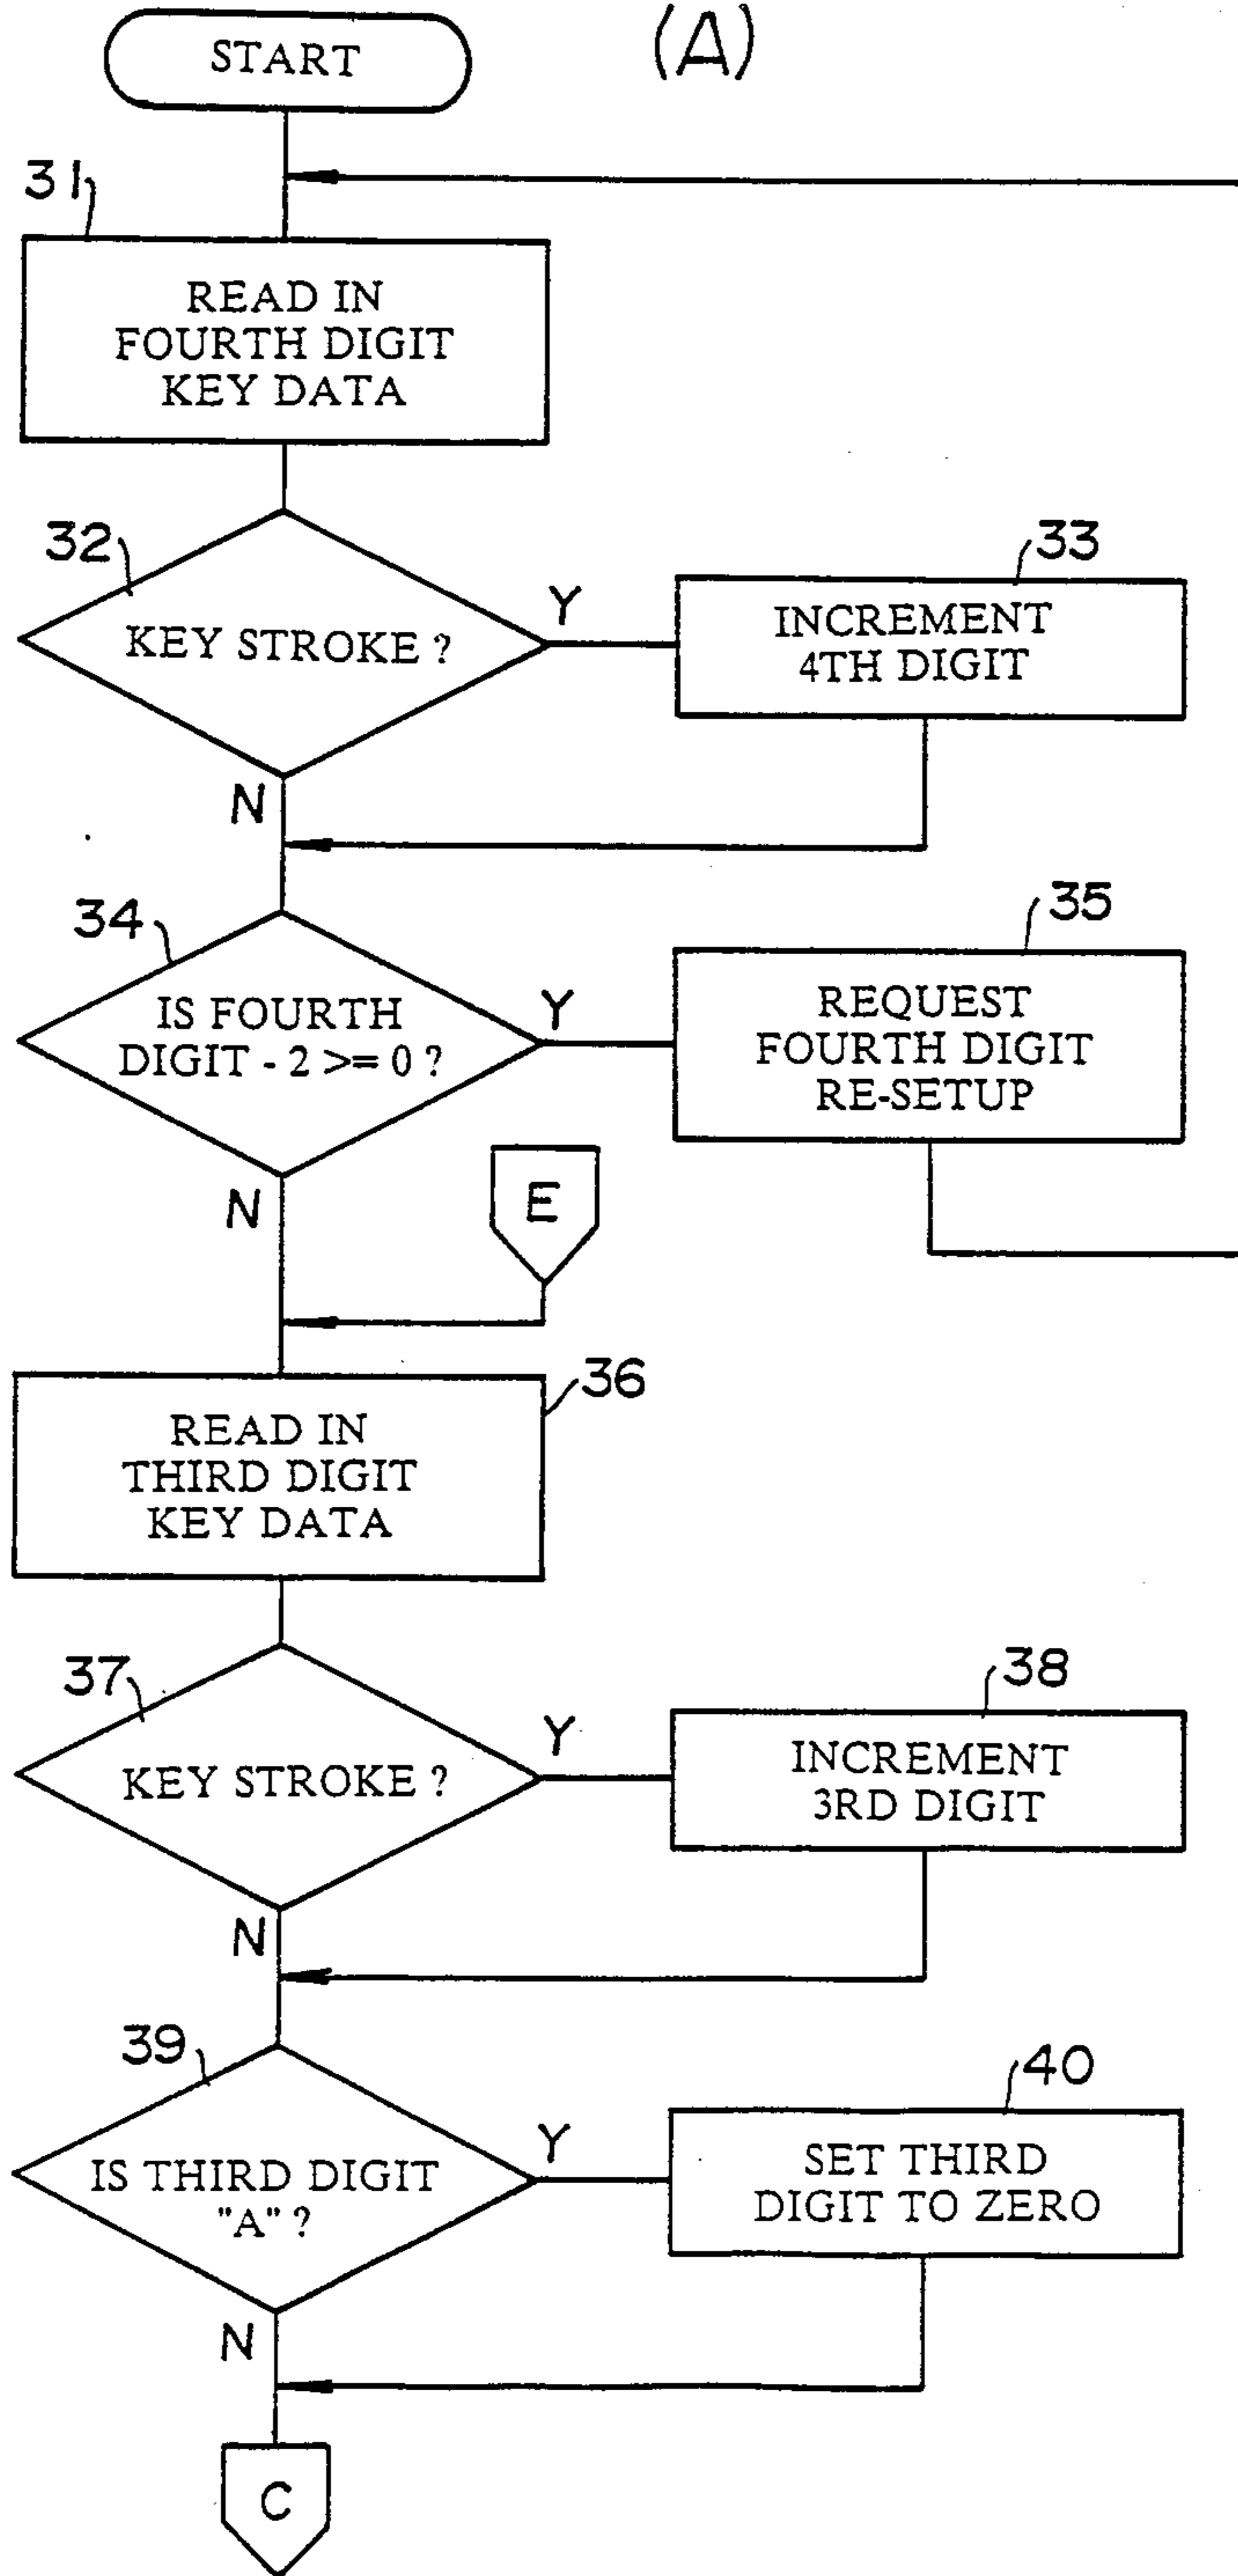 (A)
START
31
READ IN
FOURTH DIGIT
KEY DATA
32
KEY STROKE ?
Y
N
33
INCREMENT
4TH DIGIT
34
IS FOURTH
DIGIT - 2 >= 0 ?
Y
N
35
REQUEST
FOURTH DIGIT
RE-SETUP
E
36
READ IN
THIRD DIGIT
KEY DATA
37
KEY STROKE ?
Y
N
38
INCREMENT
3RD DIGIT
39
IS THIRD DIGIT
"A" ?
Y
N
40
SET THIRD
DIGIT TO ZERO
C